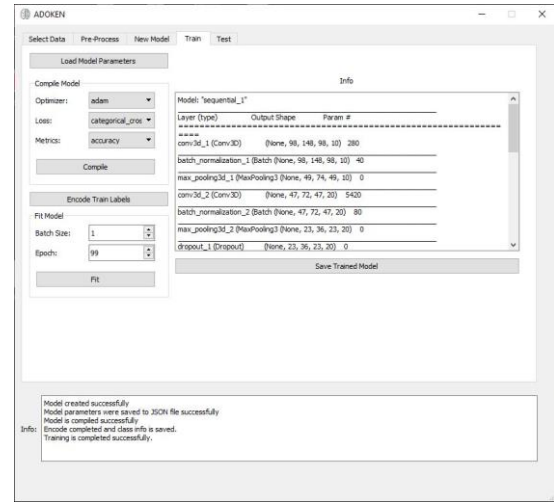 ADOKEN
Select Data Pre-Process New Model Train Test
Load Model Parameters
Compile Model
Optimizer: adam
Loss: categorical_cros
Metrics: accuracy
Compile
Encode Train Labels
Fit Model
Batch Size: 1
Epoch: 99
Fit
Info
Model: "sequential_1"
Layer (type) Output Shape Param #
====
conv3d_1 (Conv3D) (None, 98, 148, 98, 10) 280
batch_normalization_1 (Batch (None, 98, 148, 98, 10) 40
max_pooling3d_1 (MaxPooling3 (None, 49, 74, 49, 10) 0
conv3d_2 (Conv3D) (None, 47, 72, 47, 20) 5420
batch_normalization_2 (Batch (None, 47, 72, 47, 20) 80
max_pooling3d_2 (MaxPooling3 (None, 23, 36, 23, 20) 0
dropout_1 (Dropout) (None, 23, 36, 23, 20) 0
Save Trained Model
Info:
Model created successfully
Model parameters were saved to JSON file successfully
Model is compiled successfully
Encode completed and class info is saved.
Training is completed successfully.